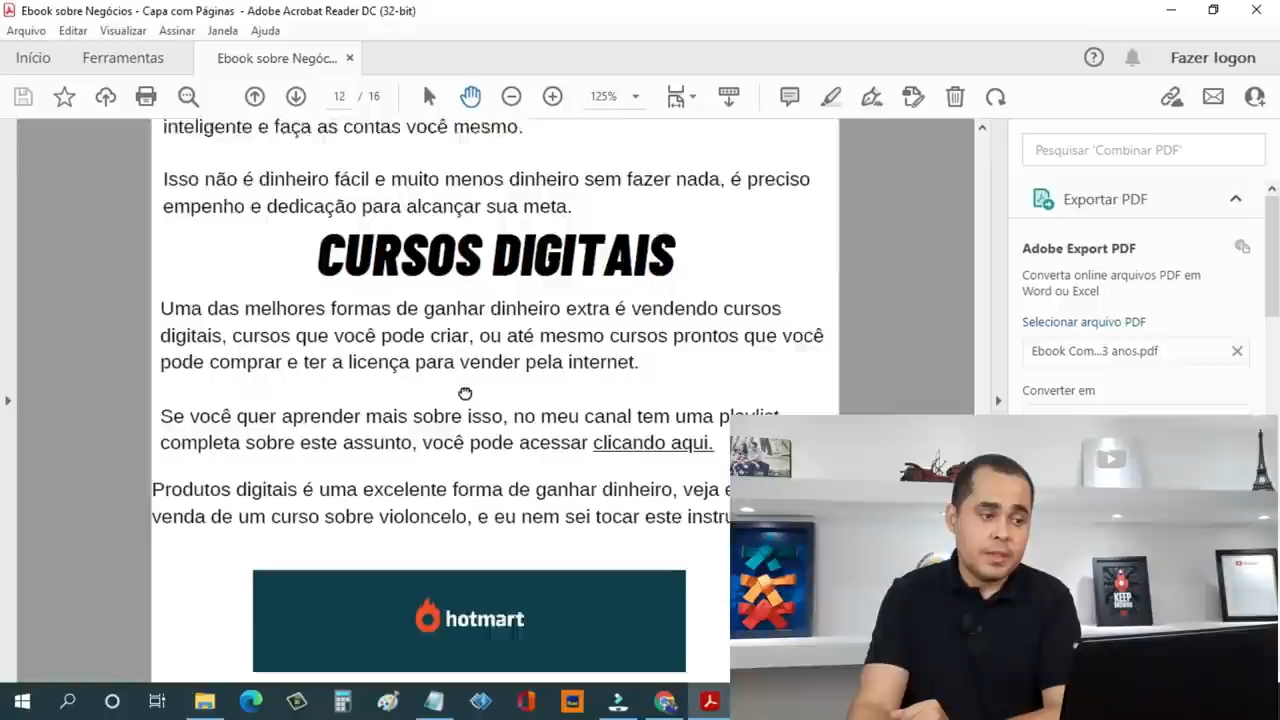 Ebook sobre Negócios - Capa com Páginas - Adobe Acrobat Reader DC (32-bit)
Arquivo Editar Visualizar Assinar Janela Ajuda
Início Ferramentas Ebook sobre Negóc... Fazer logon
12 / 16 125%
inteligente e faça as contas você mesmo.
Isso não é dinheiro fácil e muito menos dinheiro sem fazer nada, é preciso
empenho e dedicação para alcançar sua meta.
CURSOS DIGITAIS
Uma das melhores formas de ganhar dinheiro extra é vendendo cursos
digitais, cursos que você pode criar, ou até mesmo cursos prontos que você
pode comprar e ter a licença para vender pela internet.
Se você quer aprender mais sobre isso, no meu canal tem uma playlist
completa sobre este assunto, você pode acessar clicando aqui.
Produtos digitais é uma excelente forma de ganhar dinheiro, veja
venda de um curso sobre violoncelo, e eu nem sei tocar este
hotmart
Pesquisar 'Combinar PDF'
Exportar PDF
Adobe Export PDF
Converta online arquivos PDF em
Word ou Excel
Selecionar arquivo PDF
Ebook Com...3 anos.pdf
Converter em
KEEP